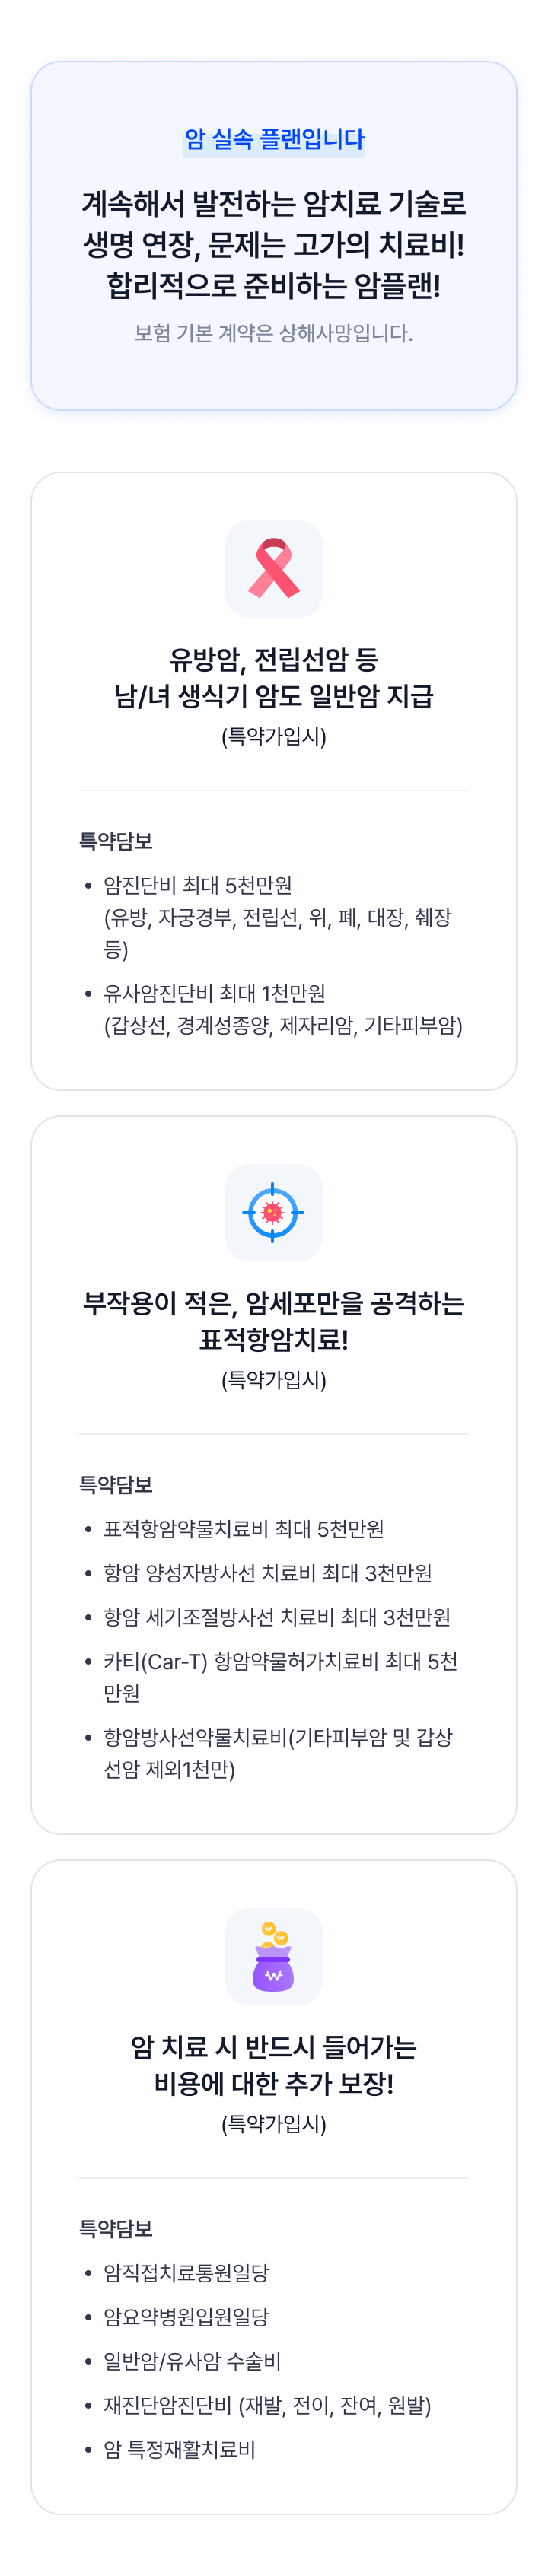 암 실속 플랜입니다
계속해서 발전하는 암치료 기술로
생명 연장, 문제는 고가의 치료비!
합리적으로 준비하는 암플랜!
보험 기본 계약은 상해사망입니다.
유방암, 전립선암 등
남/녀 생식기 암도 일반암 지급
(특약가입시)
특약담보
• 암진단비 최대 5천만원
(유방, 자궁경부, 전립선, 위, 폐, 대장, 췌장
등)
• 유사암진단비 최대 1천만원
(갑상선, 경계성종양, 제자리암, 기타피부암)
부작용이 적은, 암세포만을 공격하는
표적항암치료!
(특약가입시)
특약담보
• 표적항암약물치료비 최대 5천만원
• 항암 양성자방사선 치료비 최대 3천만원
• 항암 세기조절방사선 치료비 최대 3천만원
• 카티(Car-T) 항암약물허가치료비 최대 5천
만원
• 항암방사선약물치료비(기타피부암 및 갑상
선암 제외1천만)
₩ ₩
₩
암 치료 시 반드시 들어가는
비용에 대한 추가 보장!
(특약가입시)
특약담보
• 암직접치료통원일당
• 암요약병원입원일당
• 일반암/유사암 수술비
• 재진단암진단비 (재발, 전이, 잔여, 원발)
• 암 특정재활치료비